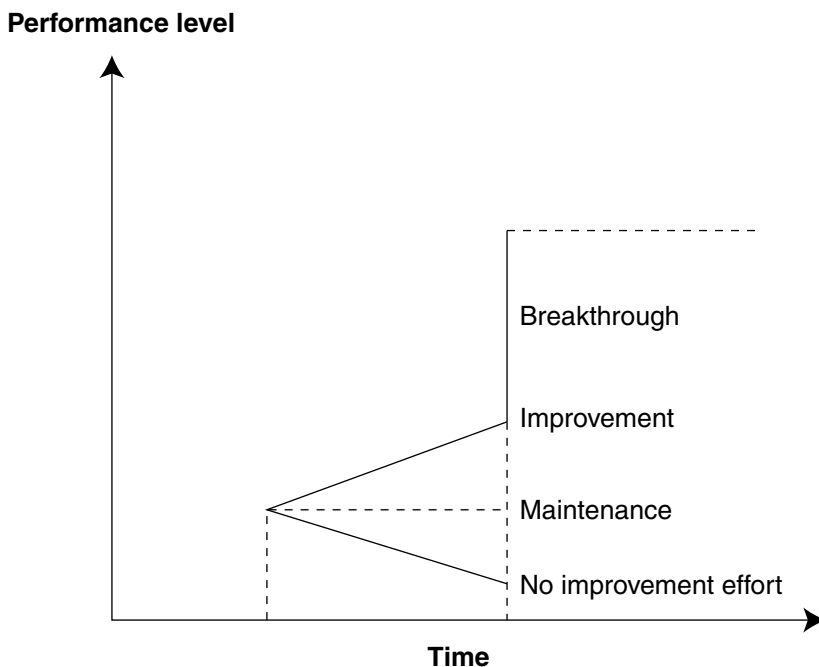 Performance level
Breakthrough
Improvement
Maintenance
No improvement effort
Time